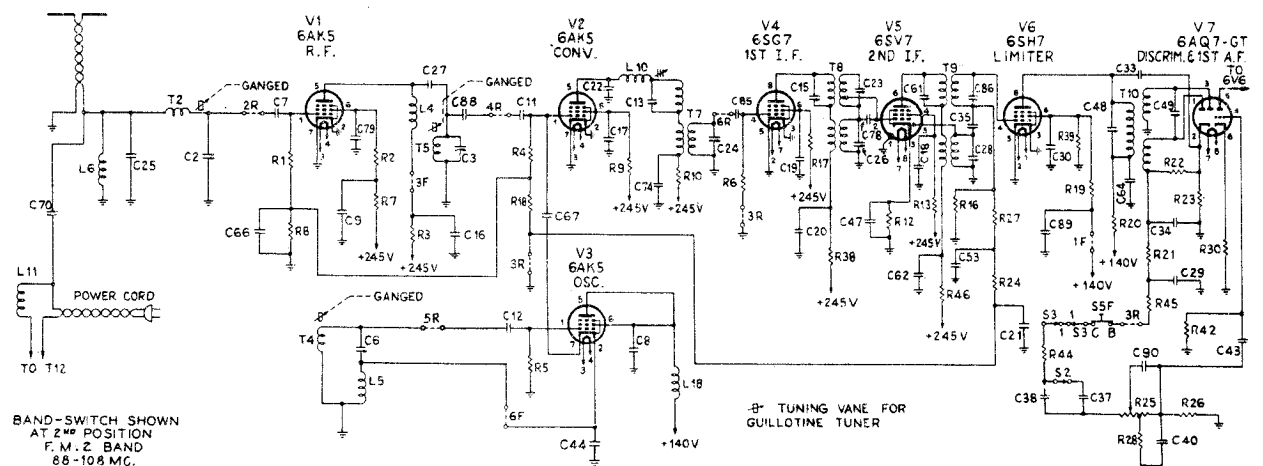 V1
6AK5
R.F.
V2
6AK5
CONV.
V4
6SG7
1ST I.F.
V5
6SV7
2ND I.F.
V6
6SH7
LIMITER
V7
6AQ7-GT
DISCRIM. & 1ST A.F.
TO
6V6
GANGED
GANGED
T2
2R
C7
C27
L4
C88
4R
C11
C22
L10
C13
T7
6R
C85
C15
T8
C23
C61
T9
C86
C33
T10
C48
C49
L6
C25
C2
R1
C79
R2
T5
C3
R4
C17
R9
C24
C74
R10
R6
C19
R17
C78
C26
C18
C35
C28
C30
R39
R19
C64
R22
R23
C70
C66
R8
C9
R7
3F
R3
C16
R18
C67
3R
3R
C20
R38
C47
R12
R13
R16
C62
R46
C53
R27
R24
C21
C89
1F
R20
C34
R21
C29
R45
R30
+245V
+245V
+245V
+245V
+245V
+245V
+245V
+140V
+140V
L11
POWER CORD
TO T12
V3
6AK5
OSC.
GANGED
5R
C12
T4
C6
L5
R5
C8
6F
C44
L18
+140V
S3
1
1
S3
C
S5F
B
3R
R42
C43
R44
S2
C38
C37
C90
R25
R26
R28
C40
TUNING VANE FOR
GUILLOTINE TUNER
BAND-SWITCH SHOWN
AT 2ND POSITION
F. M. 2 BAND
88-108 MC.